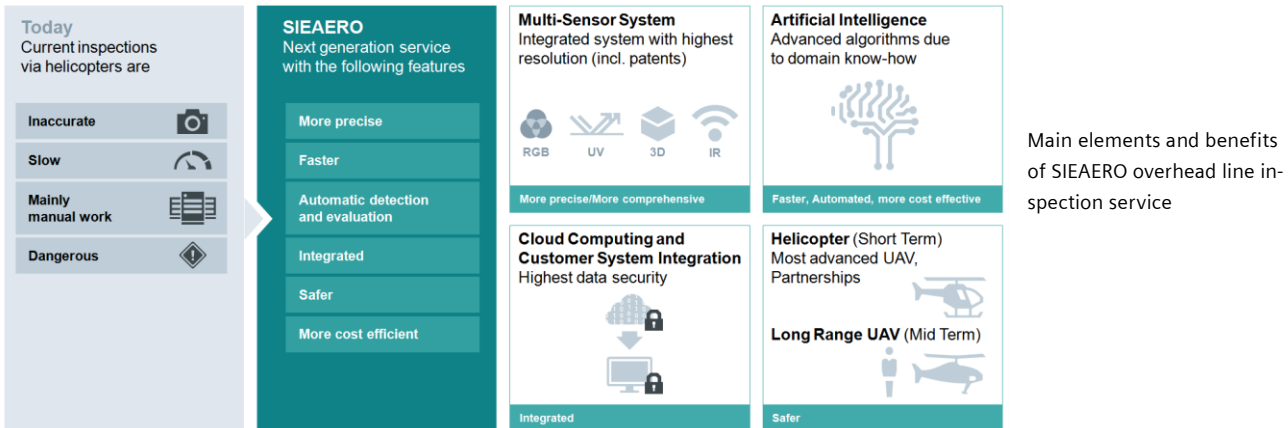 Today
Current inspections
via helicopters are
Inaccurate
Slow
Mainly
manual work
Dangerous
SIEAERO
Next generation service
with the following features
More precise
Faster
Automatic detection
and evaluation
Integrated
Safer
More cost efficient
Multi-Sensor System
Integrated system with highest
resolution (incl. patents)
RGB
UV
3D
IR
More precise/More comprehensive
Artificial Intelligence
Advanced algorithms due
to domain know-how
Faster, Automated, more cost effective
Cloud Computing and
Customer System Integration
Highest data security
Integrated
Helicopter (Short Term)
Most advanced UAV,
Partnerships
Long Range UAV (Mid Term)
Safer
Main elements and benefits
of SIEAERO overhead line in-
spection service